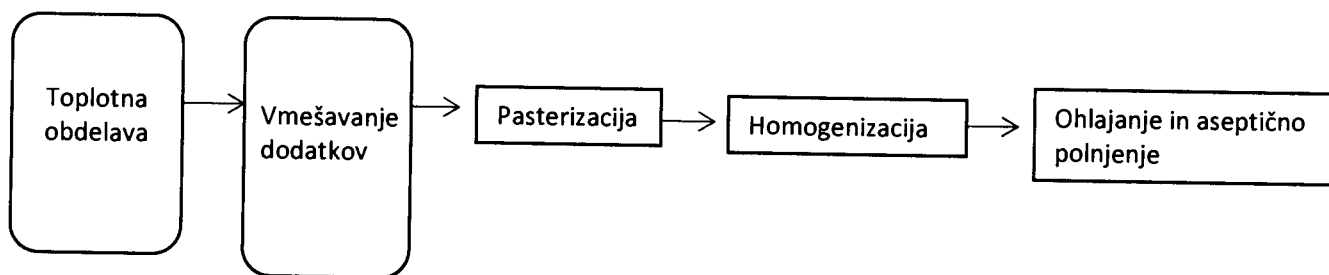 Toplotna
obdelava
Vmešavanje
dodatkov
Pasterizacija
Homogenizacija
Ohlajanje in aseptično
polnjenje